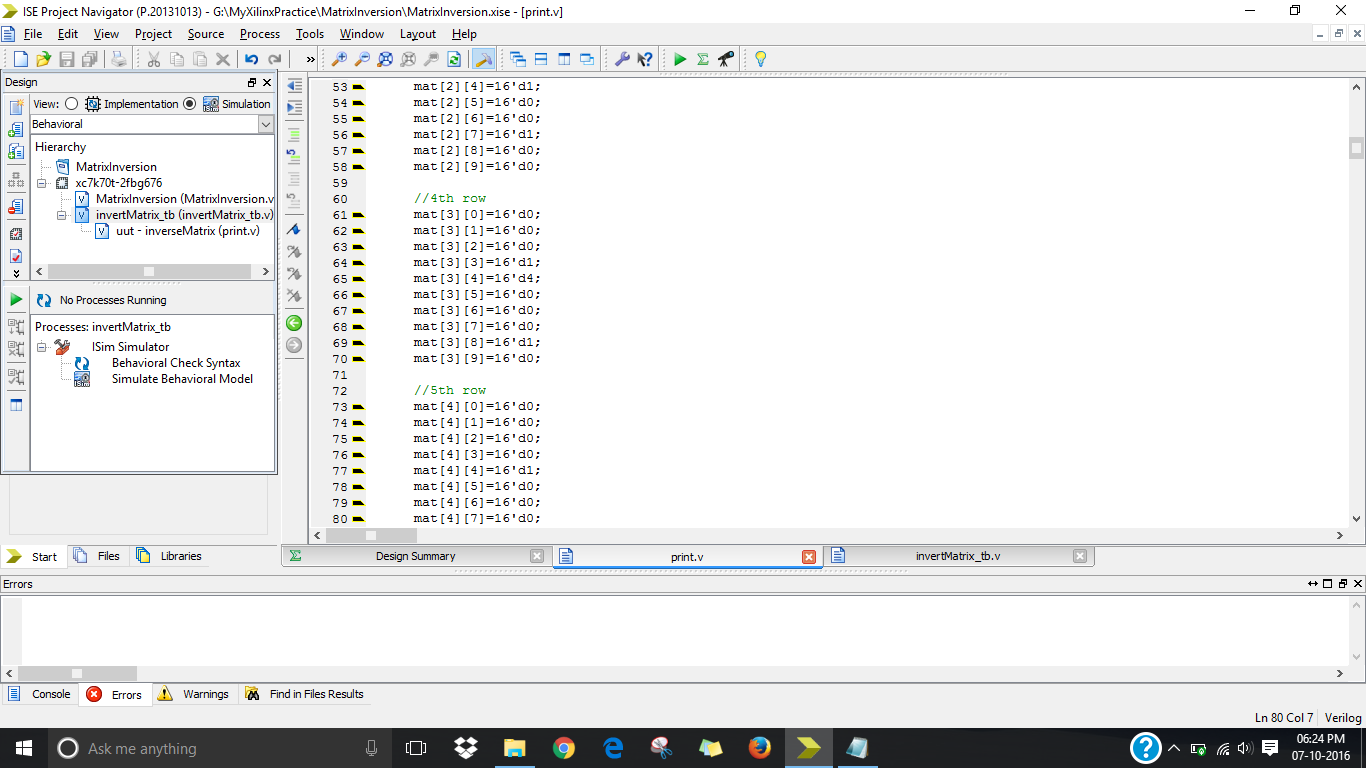 ISE Project Navigator (P.20131013) - G:\MyXilinxPractice\MatrixInversion\MatrixInversion.xise - [print.v]
File Edit View Project Source Process Tools Window Layout Help
Design
View: Implementation Simulation
Behavioral
Hierarchy
MatrixInversion
xc7k70t-2fbg676
MatrixInversion (MatrixInversion.v
invertMatrix_tb (invertMatrix_tb.v)
uut - inverseMatrix (print.v)
No Processes Running
Processes: invertMatrix_tb
ISim Simulator
Behavioral Check Syntax
Simulate Behavioral Model
Start Files Libraries
53 mat[2][4]=16'd1;
54 mat[2][5]=16'd0;
55 mat[2][6]=16'd0;
56 mat[2][7]=16'd1;
57 mat[2][8]=16'd0;
58 mat[2][9]=16'd0;
59
60 //4th row
61 mat[3][0]=16'd0;
62 mat[3][1]=16'd0;
63 mat[3][2]=16'd0;
64 mat[3][3]=16'd1;
65 mat[3][4]=16'd4;
66 mat[3][5]=16'd0;
67 mat[3][6]=16'd0;
68 mat[3][7]=16'd0;
69 mat[3][8]=16'd1;
70 mat[3][9]=16'd0;
71
72 //5th row
73 mat[4][0]=16'd0;
74 mat[4][1]=16'd0;
75 mat[4][2]=16'd0;
76 mat[4][3]=16'd0;
77 mat[4][4]=16'd1;
78 mat[4][5]=16'd0;
79 mat[4][6]=16'd0;
80 mat[4][7]=16'd0;
Design Summary print.v invertMatrix_tb.v
Errors
Console Errors Warnings Find in Files Results
Ln 80 Col 7 Verilog
Ask me anything
06:24 PM
07-10-2016